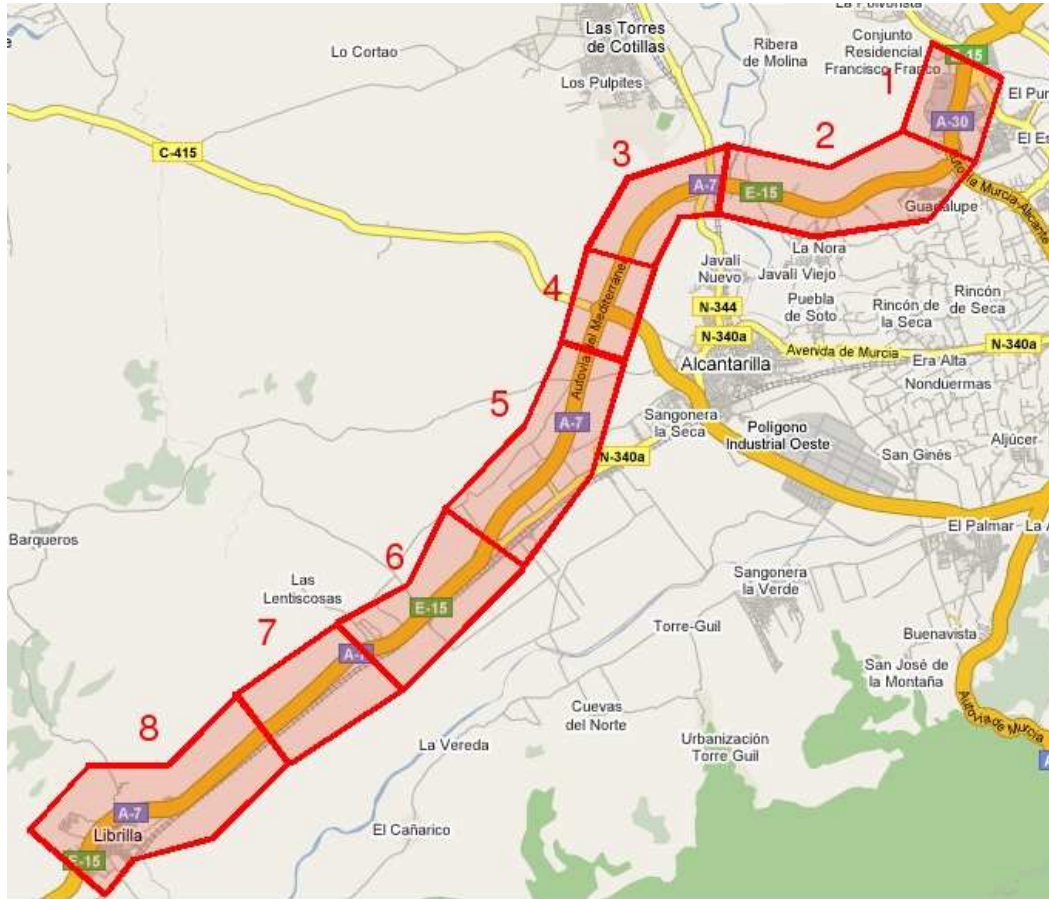 La Polvorista
Las Torres
de Cotillas
Conjunto
Residencial
Francisco Franco
E-15
Lo Cortao
Ribera
de Molina
Los Pulpites
1
El Pun
A-30
El Es
C-415
3
2
A-7
E-15
Autovía Murcia-Alicante
Guadalupe
La Nora
Javalí
Nuevo
Javalí Viejo
4
Autovía del Mediterrane
N-344
Puebla
de Soto
Rincón de
la Seca
Rincón
de Seca
N-340a
Avenida de Murcia
N-340a
Era Alta
Alcantarilla
Nonduermas
5
A-7
Sangonera
la Seca
Polígono
Industrial Oeste
Aljúcer
N-340a
San Ginés
Barqueros
El Palmar
La A
6
Las
Lentiscosas
E-15
Sangonera
la Verde
7
Torre-Guil
Buenavista
A-7
San José de
la Montaña
Cuevas
del Norte
Autovía de Murcia
8
La Vereda
Urbanización
Torre Guil
A
A-7
Librilla
El Cañarico
E-15